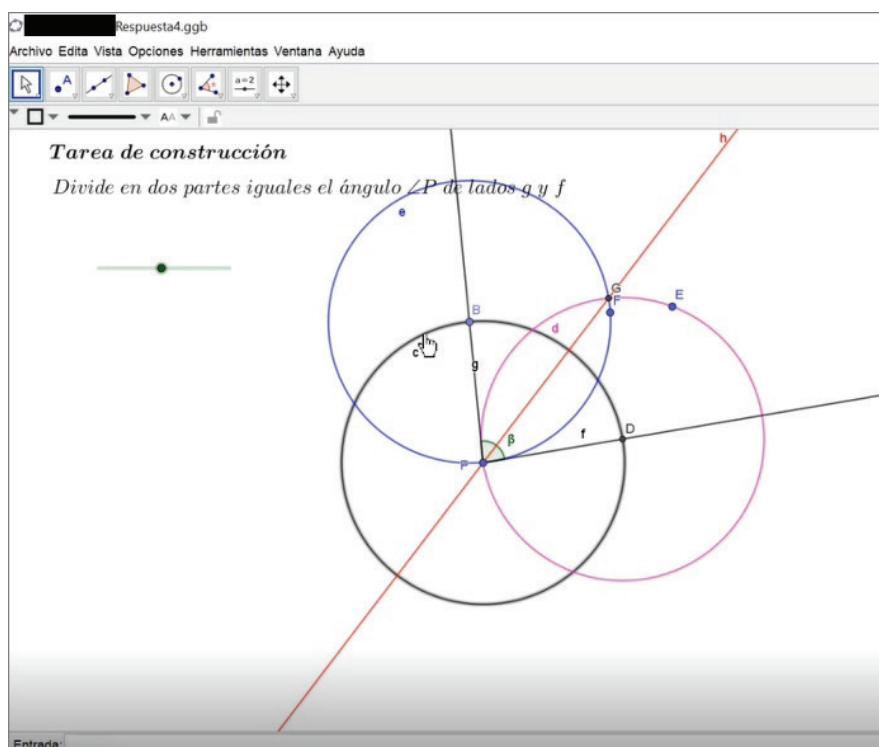 Respuesta4.ggb
Archivo Edita Vista Opciones Herramientas Ventana Ayuda
A a=2
AA
Tarea de construcción
Divide en dos partes iguales el ángulo ∠P de lados g y f
h
e
G
F
E
B
d
c
g
β
f
D
P
Entrada: